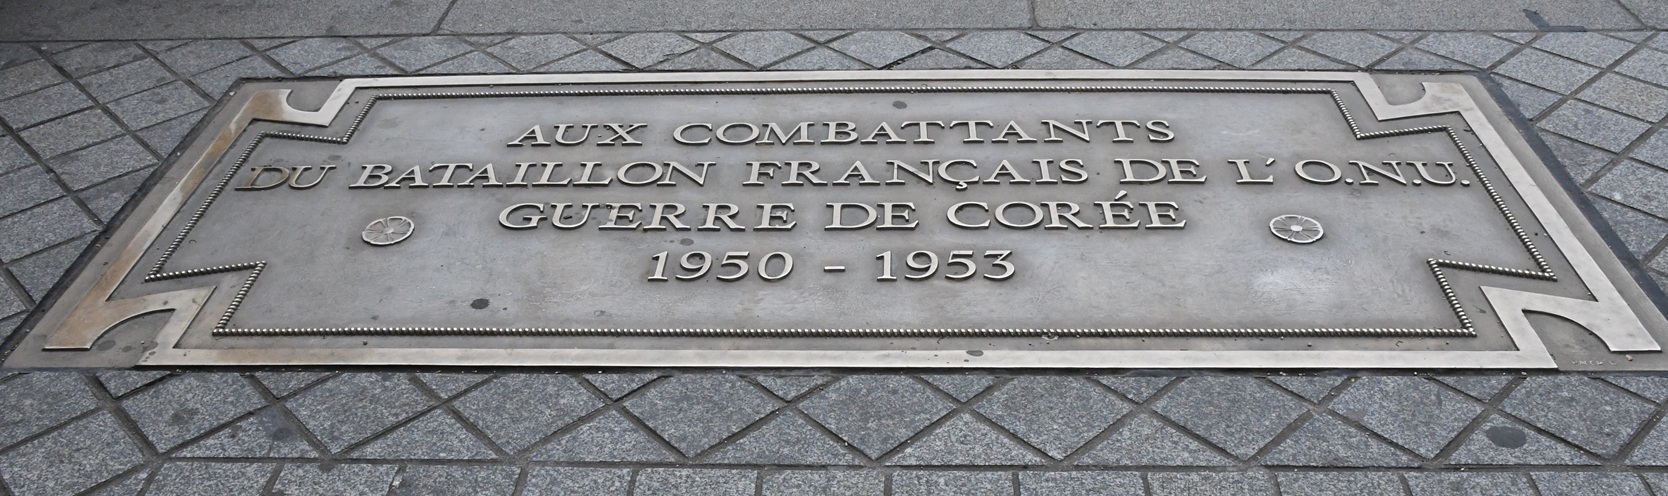 AUX COMBATTANTS
DU BATAILLON FRANÇAIS DE L'O.N.U.
GUERRE DE CORÉE
1950 - 1953